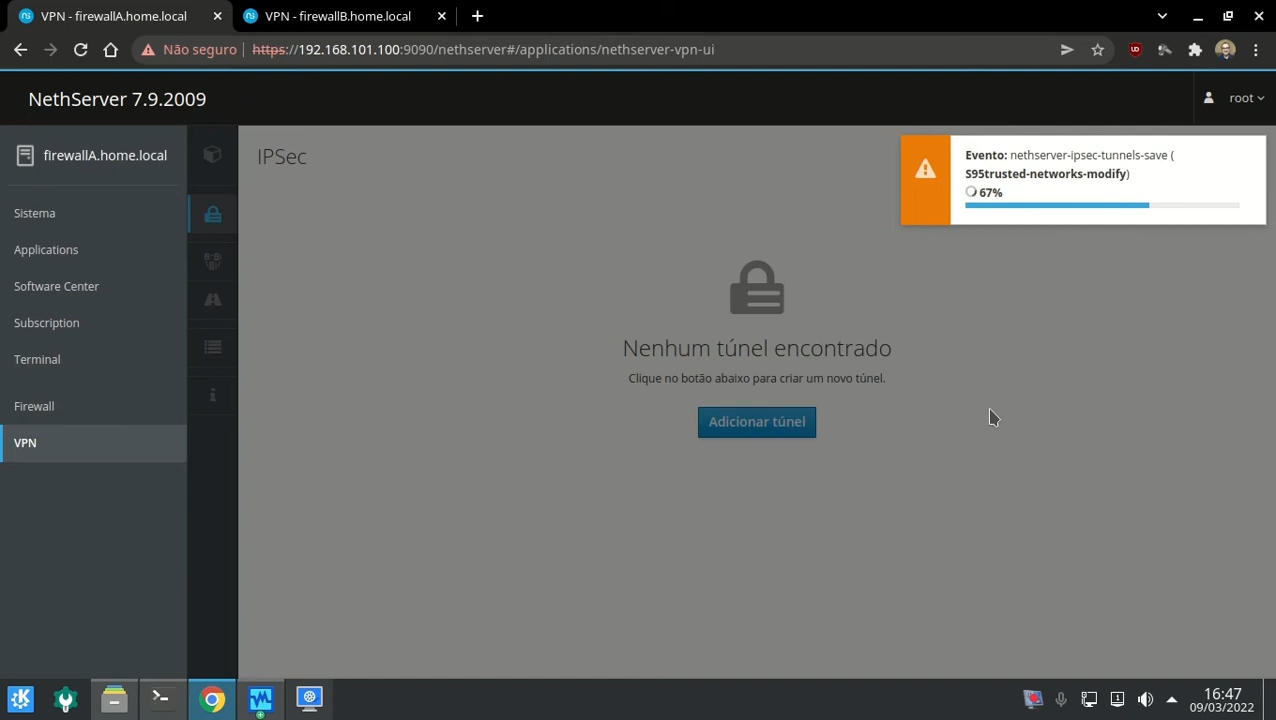 VPN - firewallA.home.local
VPN - firewallB.home.local
Não seguro
https://192.168.101.100:9090/nethserver#/applications/nethserver-vpn-ui
NethServer 7.9.2009
root
firewallA.home.local
IPSec
Evento: nethserver-ipsec-tunnels-save (
S95trusted-networks-modify)
67%
Sistema
Applications
Software Center
Subscription
Terminal
Firewall
VPN
Nenhum túnel encontrado
Clique no botão abaixo para criar um novo túnel.
Adicionar túnel
16:47
09/03/2022